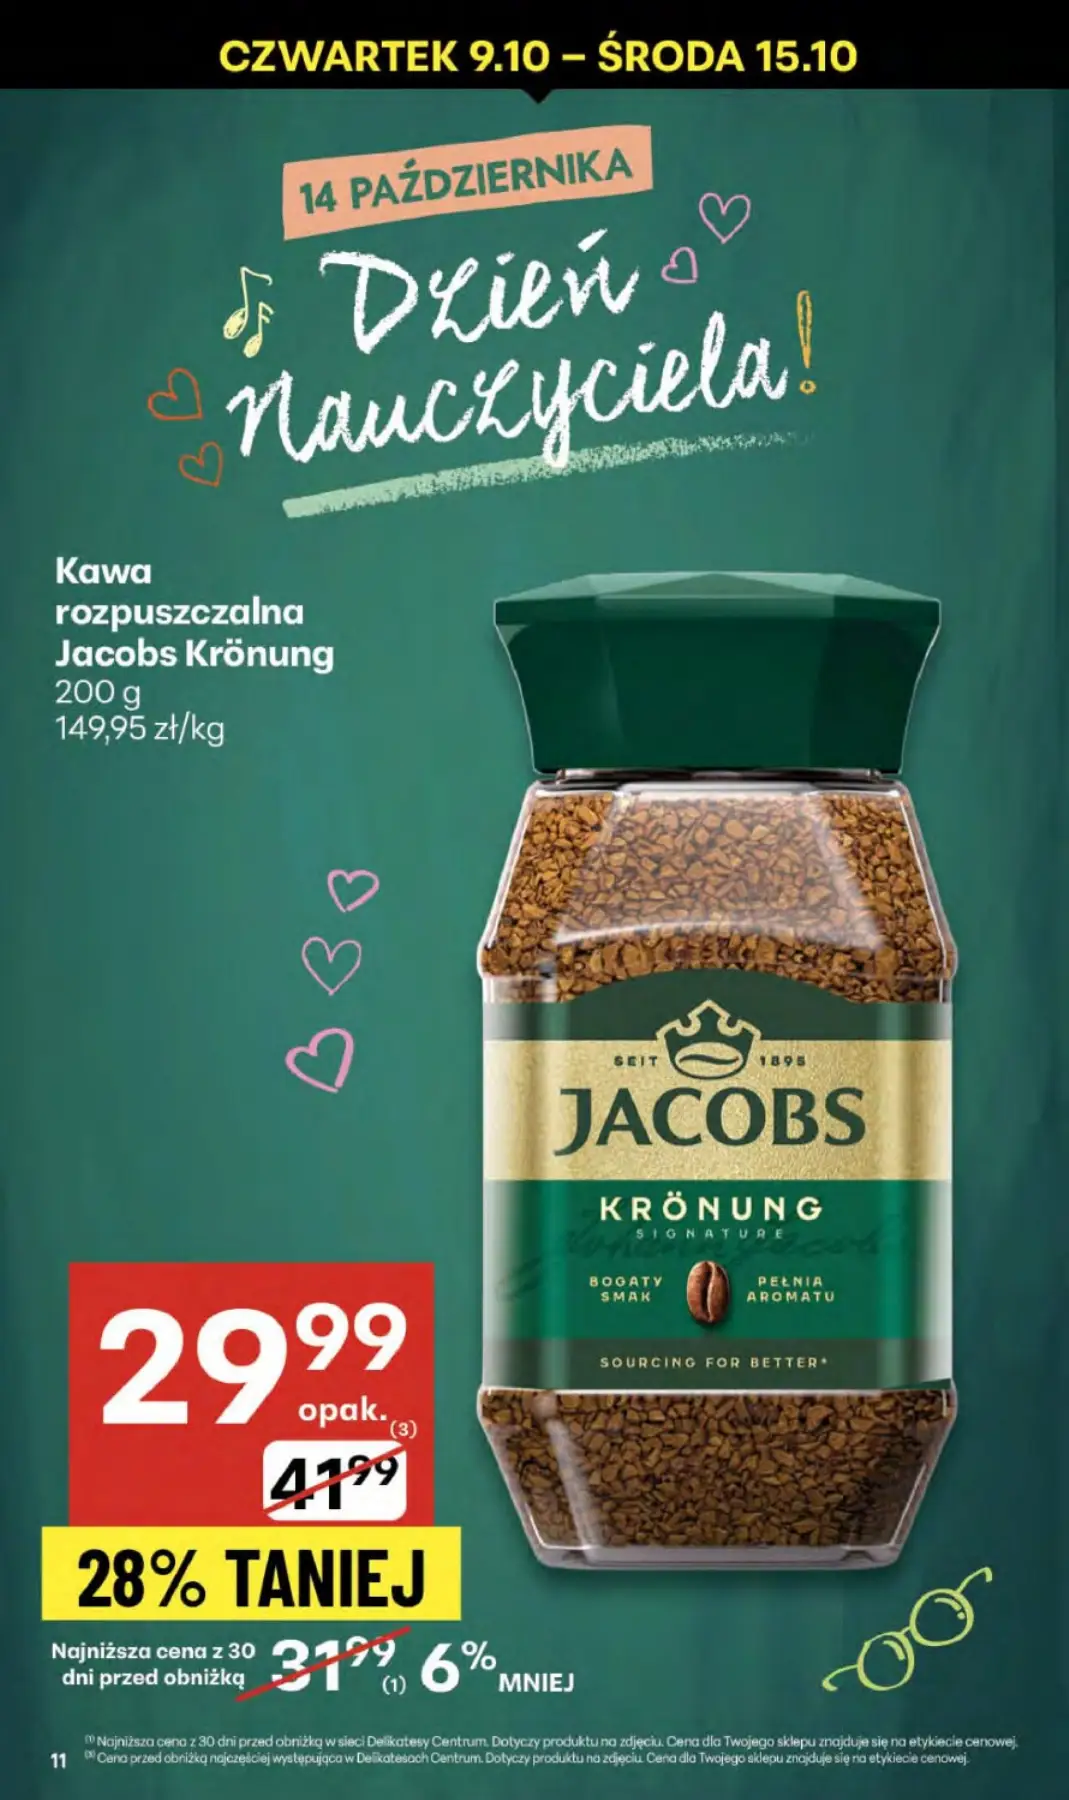 CZWARTEK 9.10 – ŚRODA 15.10
14 PAŹDZIERNIKA
Dzień
Nauczyciela!
Kawa
rozpuszczalna
Jacobs Krönung
200 g
149,95 zł/kg
SEIT 1895
JACOBS
KRÖNUNG
SIGNATURE
BOGATY SMAK
PEŁNIA AROMATU
SOURCING FOR BETTER*
29 99
opak. (3)
41 99
28% TANIEJ
Najniższa cena z 30
dni przed obniżką
31 99 (1)
6% MNIEJ
(1) Najniższa cena z 30 dni przed obniżką w sieci Delikatesy Centrum. Dotyczy produktu na zdjęciu. Cena dla Twojego sklepu znajduje się na etykiecie cenowej.
11
(3) Cena przed obniżką najczęściej występująca w Delikatesach Centrum. Dotyczy produktu na zdjęciu. Cena dla Twojego sklepu znajduje się na etykiecie cenowej.